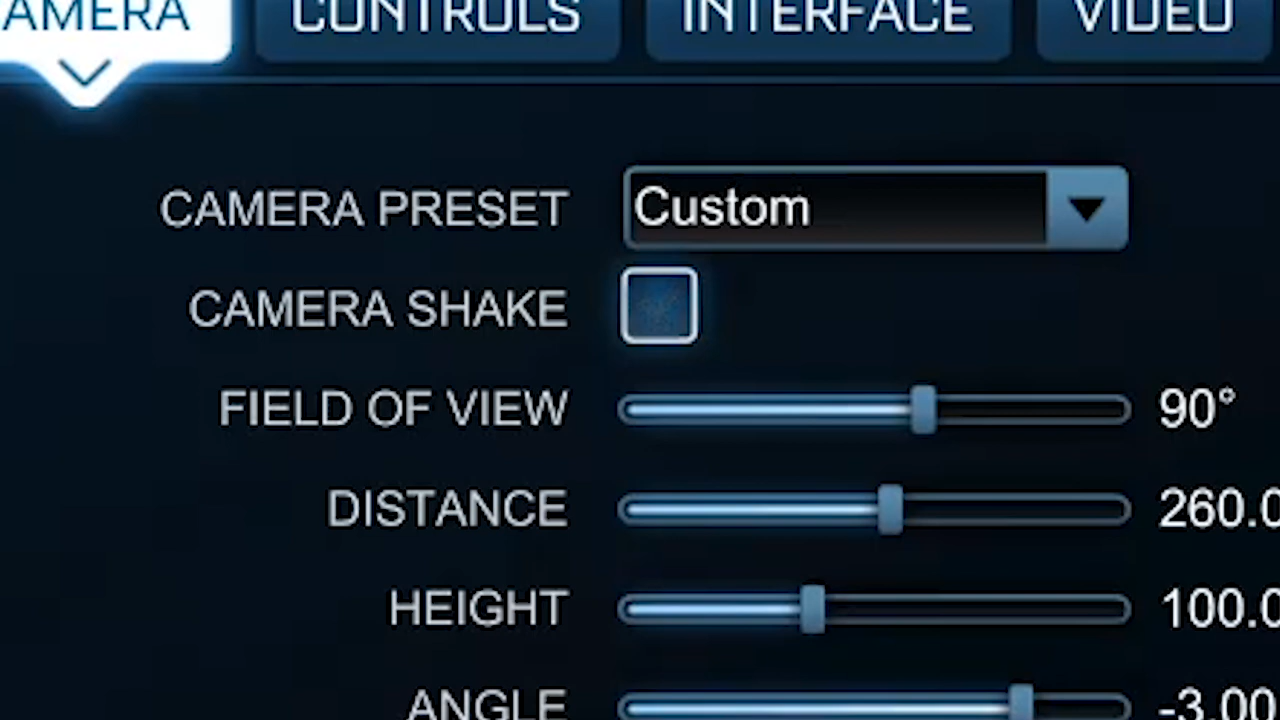 AMERA CONTROLS INTERFACE VIDEO
CAMERA PRESET Custom
CAMERA SHAKE
FIELD OF VIEW 90°
DISTANCE 260.0
HEIGHT 100.0
ANGLE -3.00